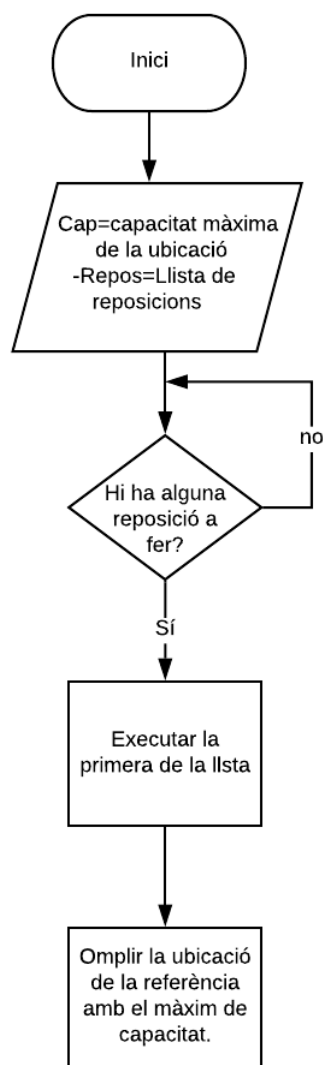 Inici
Cap=capacitat màxima
de la ubicació
-Repos=Llista de
reposicions
no
Hi ha alguna
reposició a
fer?
Sí
Executar la
primera de la llsta
Omplir la ubicació
de la referència
amb el màxim de
capacitat.